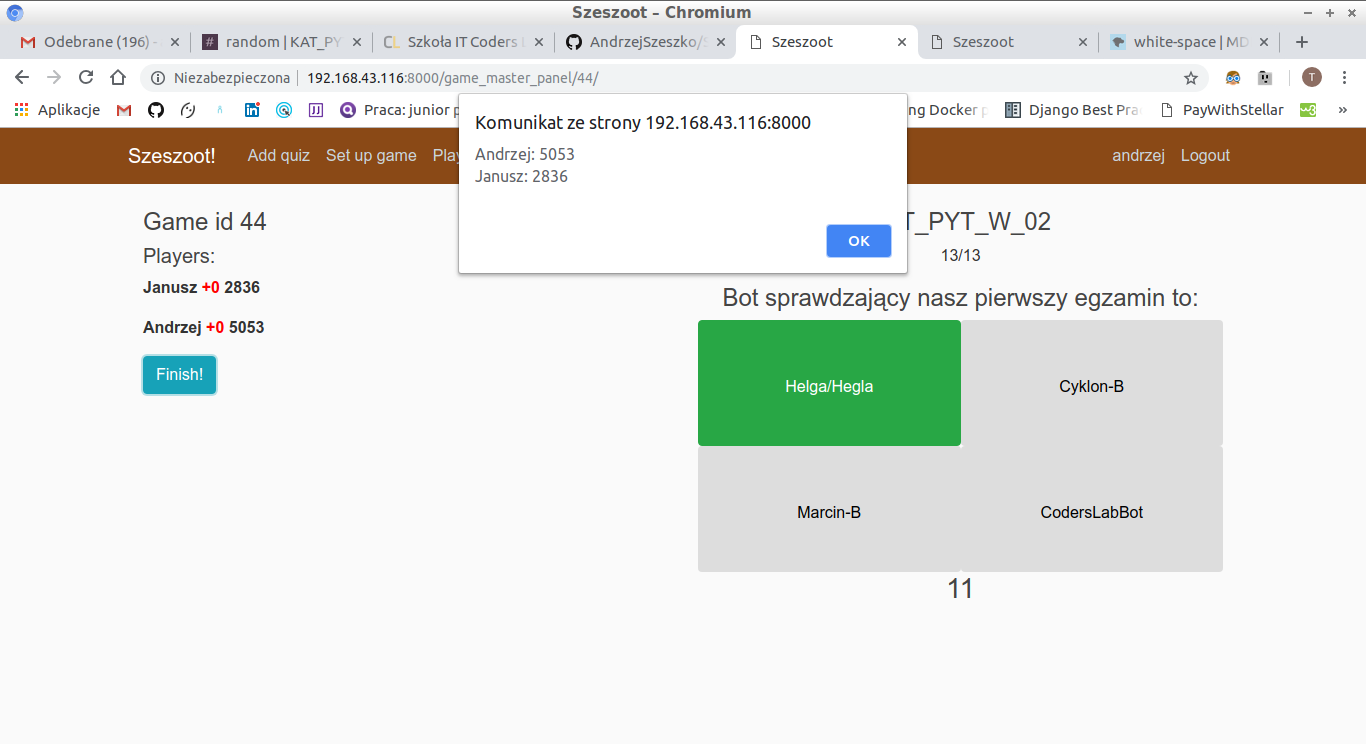 Szeszoot – Chromium
Odebrane (196) -
# random | KAT_PY
CL Szkoła IT Coders
AndrzejSzeszko/
Szeszoot
Szeszoot
white-space | MD
Niezabezpieczona | 192.168.43.116:8000/game_master_panel/44/
T
Aplikacje
Praca: junior p
ng Docker p
Django Best Pra
PayWithStellar
»
Komunikat ze strony 192.168.43.116:8000
Andrzej: 5053
Janusz: 2836
OK
Szeszoot!
Add quiz
Set up game
Play
andrzej
Logout
Game id 44
Players:
Janusz +0 2836
Andrzej +0 5053
Finish!
T_PYT_W_02
13/13
Bot sprawdzający nasz pierwszy egzamin to:
Helga/Hegla
Cyklon-B
Marcin-B
CodersLabBot
11